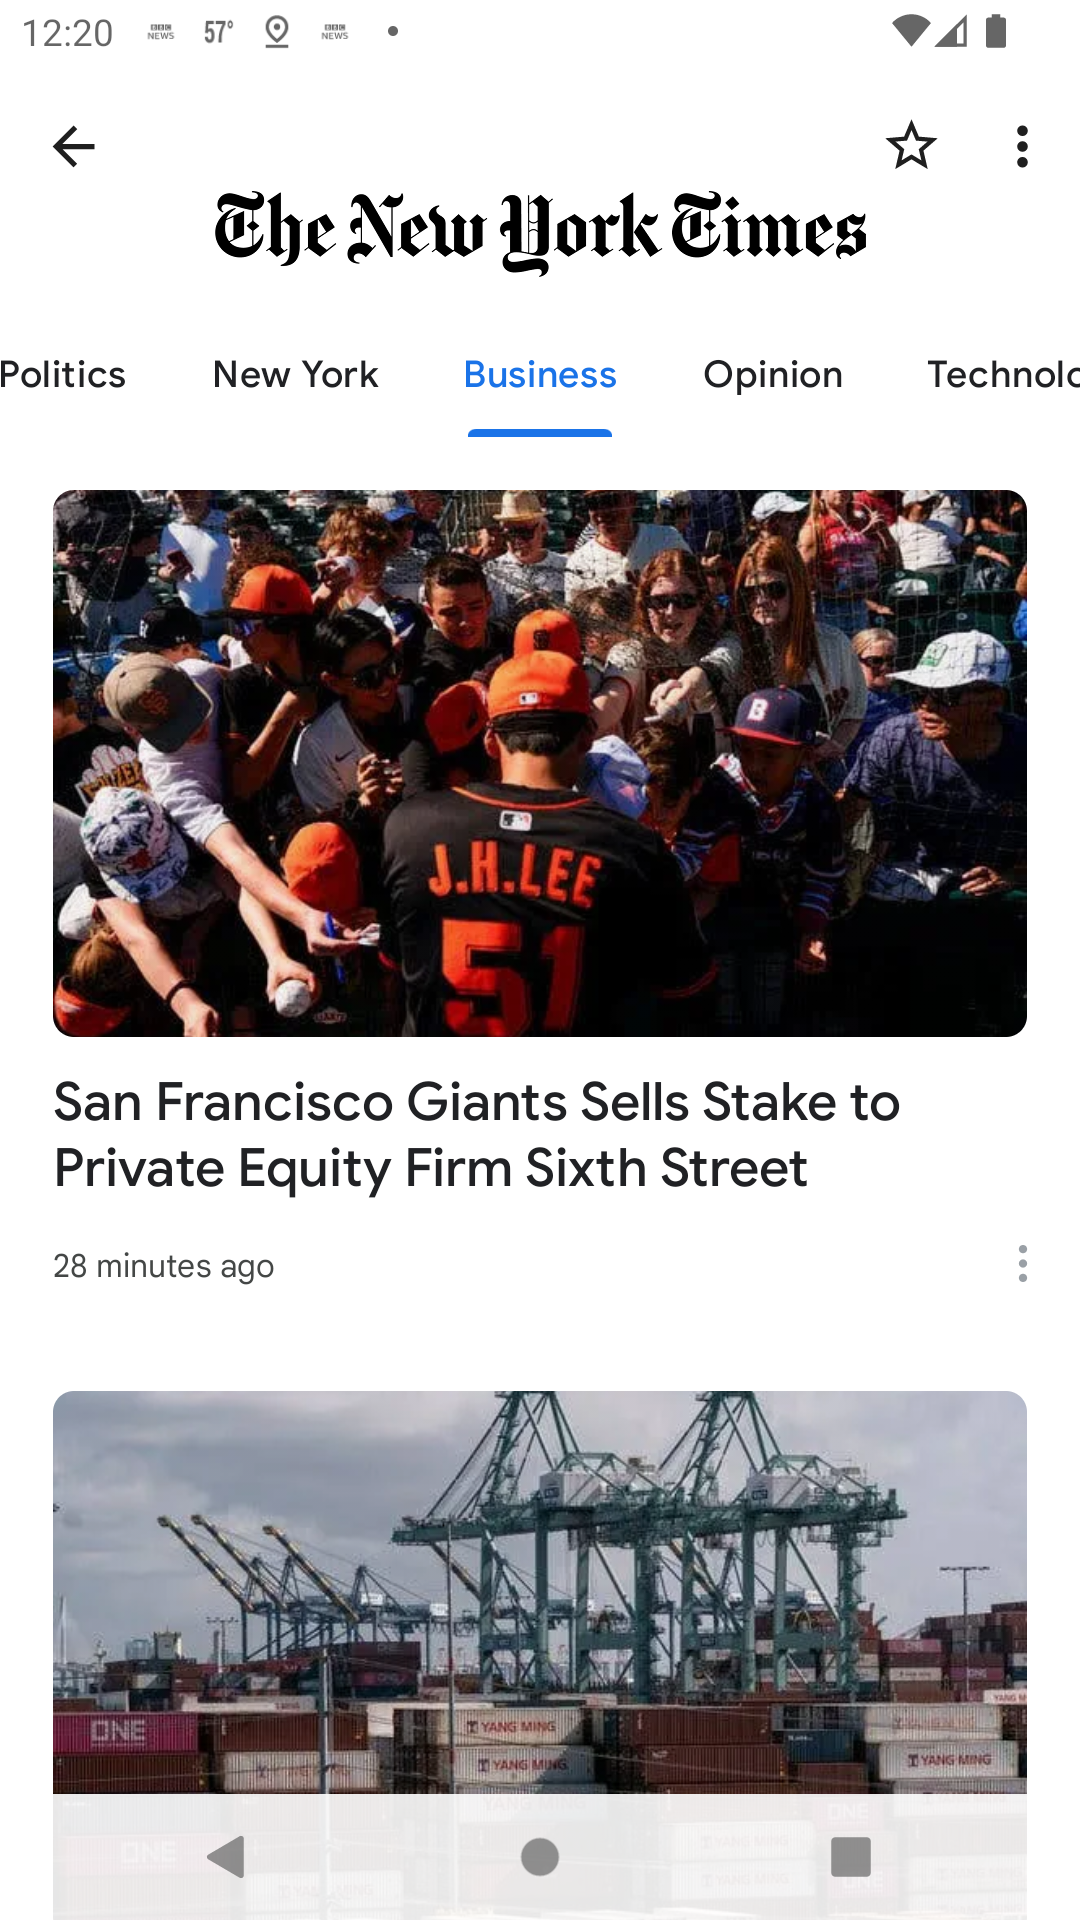 12:20
BBC NEWS
57°
BBC NEWS
The New York Times
Politics
New York
Business
Opinion
Technolo
B
J.H.LEE
51
San Francisco Giants Sells Stake to
Private Equity Firm Sixth Street
28 minutes ago
ONE
YANG MING
YANG MING
YANG MING